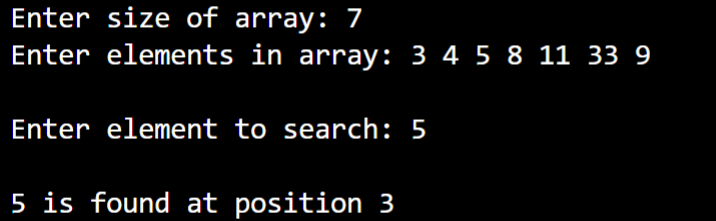 Enter size of array: 7
Enter elements in array: 3 4 5 8 11 33 9
Enter element to search: 5
5 is found at position 3